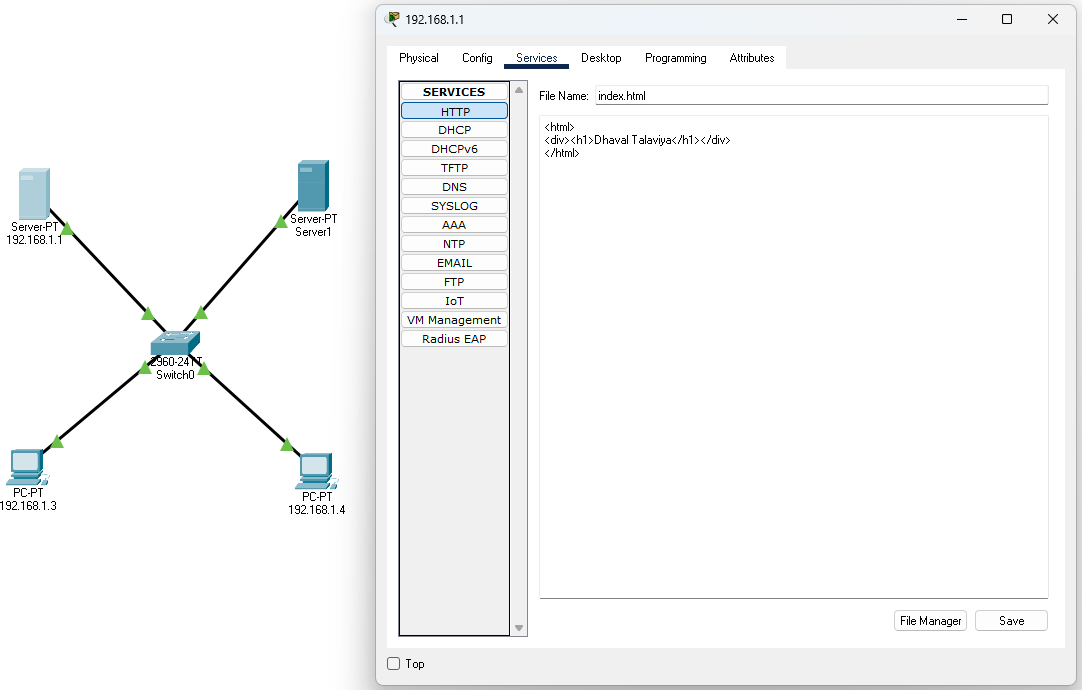 192.168.1.1
Physical Config Services Desktop Programming Attributes
SERVICES
HTTP
DHCP
DHCPv6
TFTP
DNS
SYSLOG
AAA
NTP
EMAIL
FTP
IoT
VM Management
Radius EAP
File Name: index.html
<html>
<div><h1>Dhaval Talaviya</h1></div>
</html>
File Manager Save
Top
Server-PT
192.168.1.1
Server-PT
Server1
2960-24TT
Switch0
PC-PT
192.168.1.3
PC-PT
192.168.1.4